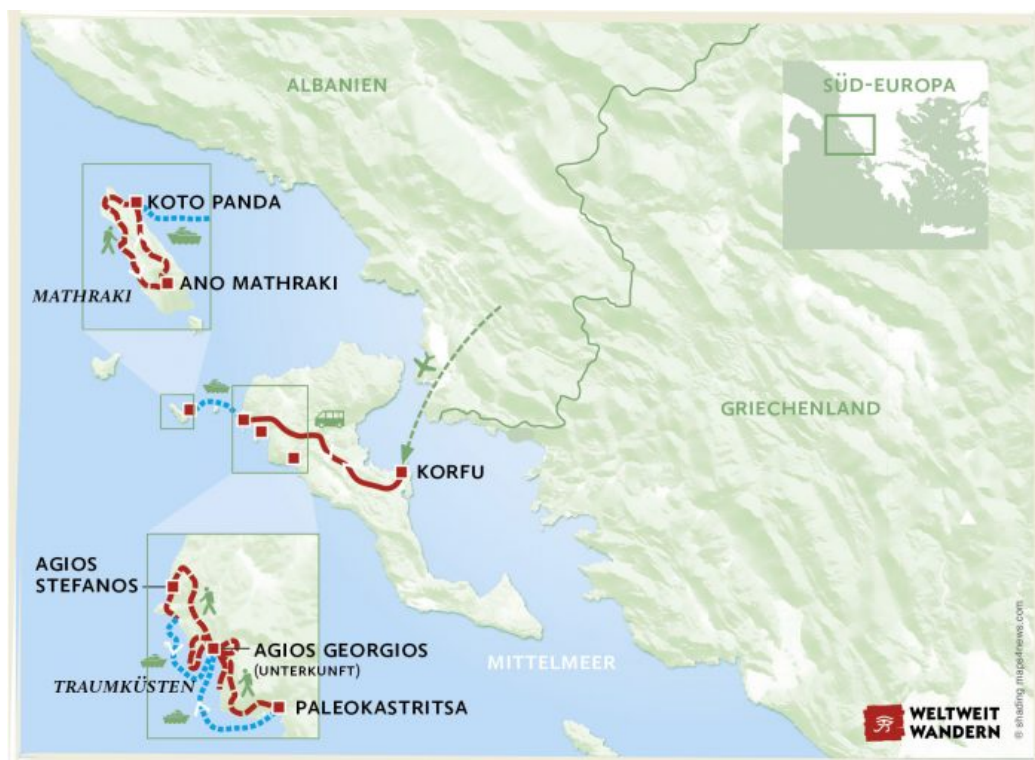 ALBANIEN
SÜD-EUROPA
KOTO PANDA
ANO MATHRAKI
MATHRAKI
GRIECHENLAND
KORFU
AGIOS
STEFANOS
AGIOS GEORGIOS
(UNTERKUNFT)
MITTELMEER
TRAUMKÜSTEN
PALEOKASTRITSA
WELTWEIT
WANDERN
© shading maps4news.com